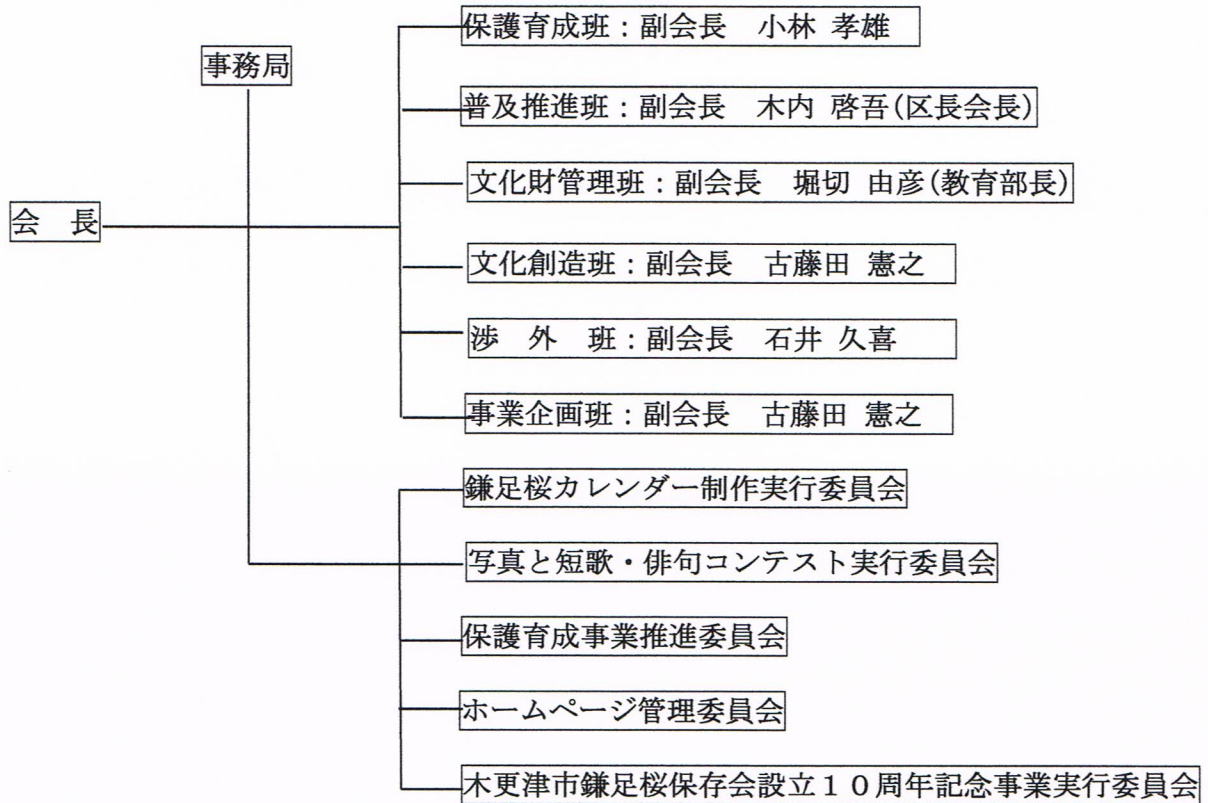 保護育成班：副会長　小林 孝雄
事務局
普及推進班：副会長　木内 啓吾(区長会長)
文化財管理班：副会長　堀切 由彦(教育部長)
会　長
文化創造班：副会長　古藤田 憲之
渉　外　班：副会長　石井 久喜
事業企画班：副会長　古藤田 憲之
鎌足桜カレンダー制作実行委員会
写真と短歌・俳句コンテスト実行委員会
保護育成事業推進委員会
ホームページ管理委員会
木更津市鎌足桜保存会設立１０周年記念事業実行委員会